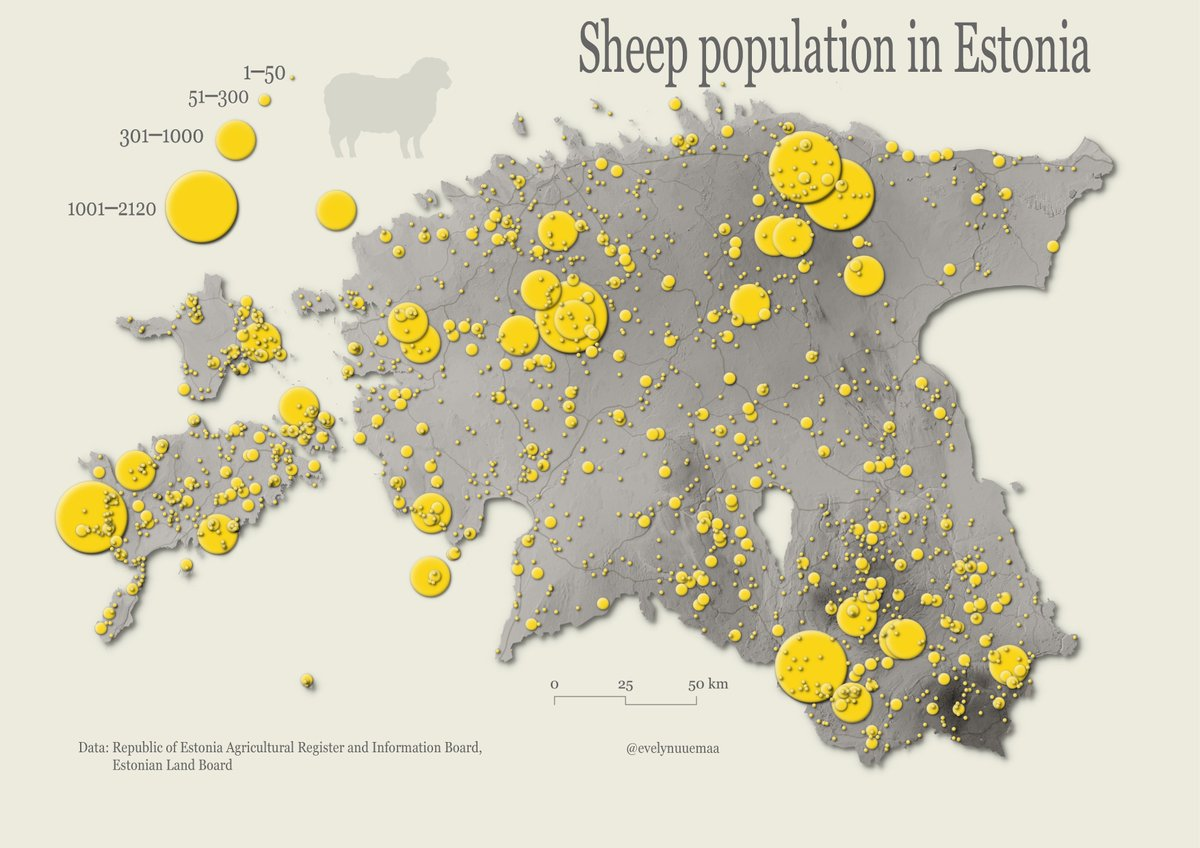 Sheep population in Estonia
1–50
51–300
301–1000
1001–2120
0 25 50 km
Data: Republic of Estonia Agricultural Register and Information Board,
Estonian Land Board
@evelynuuemaa